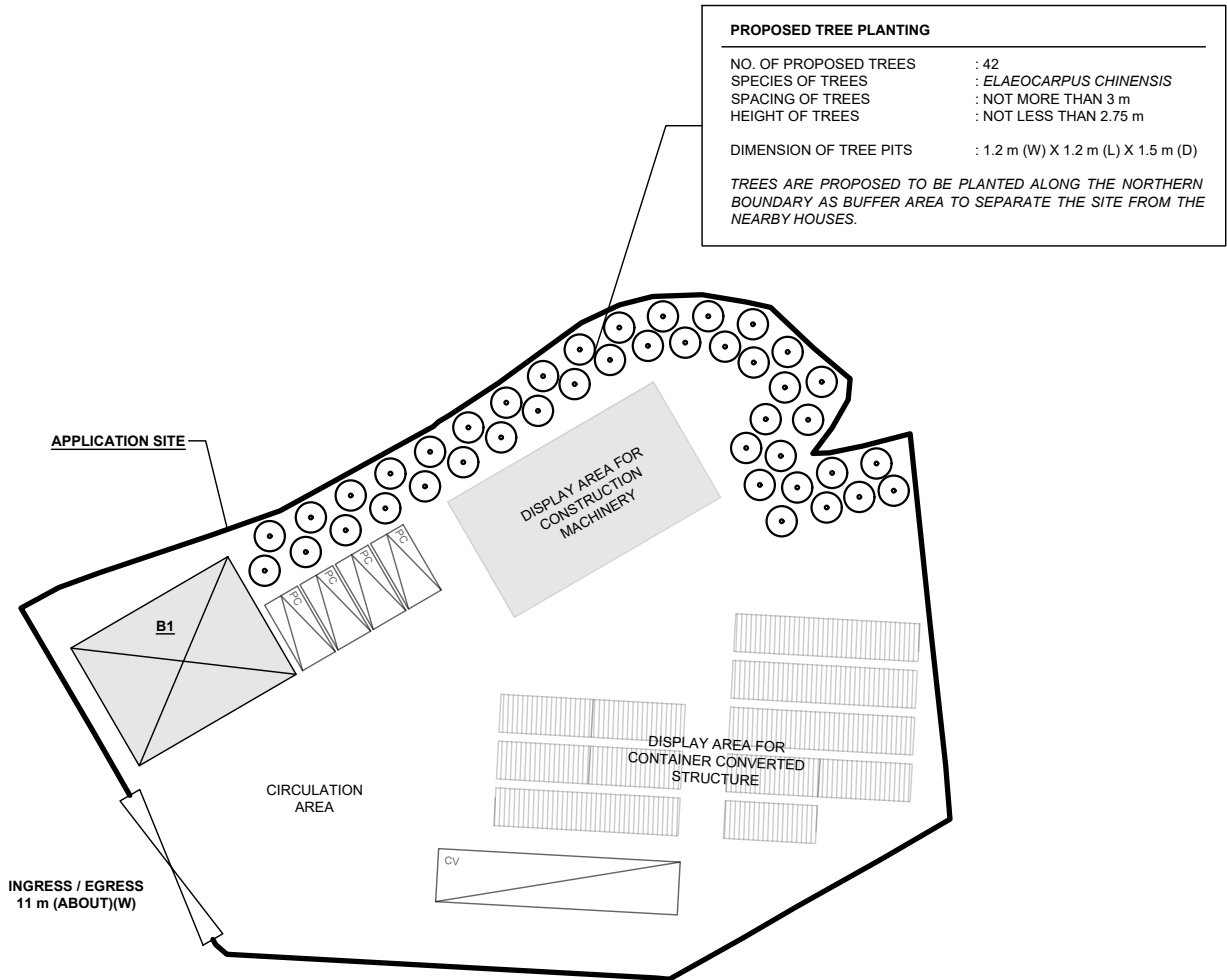 PROPOSED TREE PLANTING
NO. OF PROPOSED TREES : 42
SPECIES OF TREES : ELAEOCARPUS CHINENSIS
SPACING OF TREES : NOT MORE THAN 3 m
HEIGHT OF TREES : NOT LESS THAN 2.75 m
DIMENSION OF TREE PITS : 1.2 m (W) X 1.2 m (L) X 1.5 m (D)
TREES ARE PROPOSED TO BE PLANTED ALONG THE NORTHERN
BOUNDARY AS BUFFER AREA TO SEPARATE THE SITE FROM THE
NEARBY HOUSES.
APPLICATION SITE
DISPLAY AREA FOR
CONSTRUCTION
MACHINERY
PC
PC
PC
PC
B1
DISPLAY AREA FOR
CONTAINER CONVERTED
STRUCTURE
CIRCULATION
AREA
CV
INGRESS / EGRESS
11 m (ABOUT)(W)